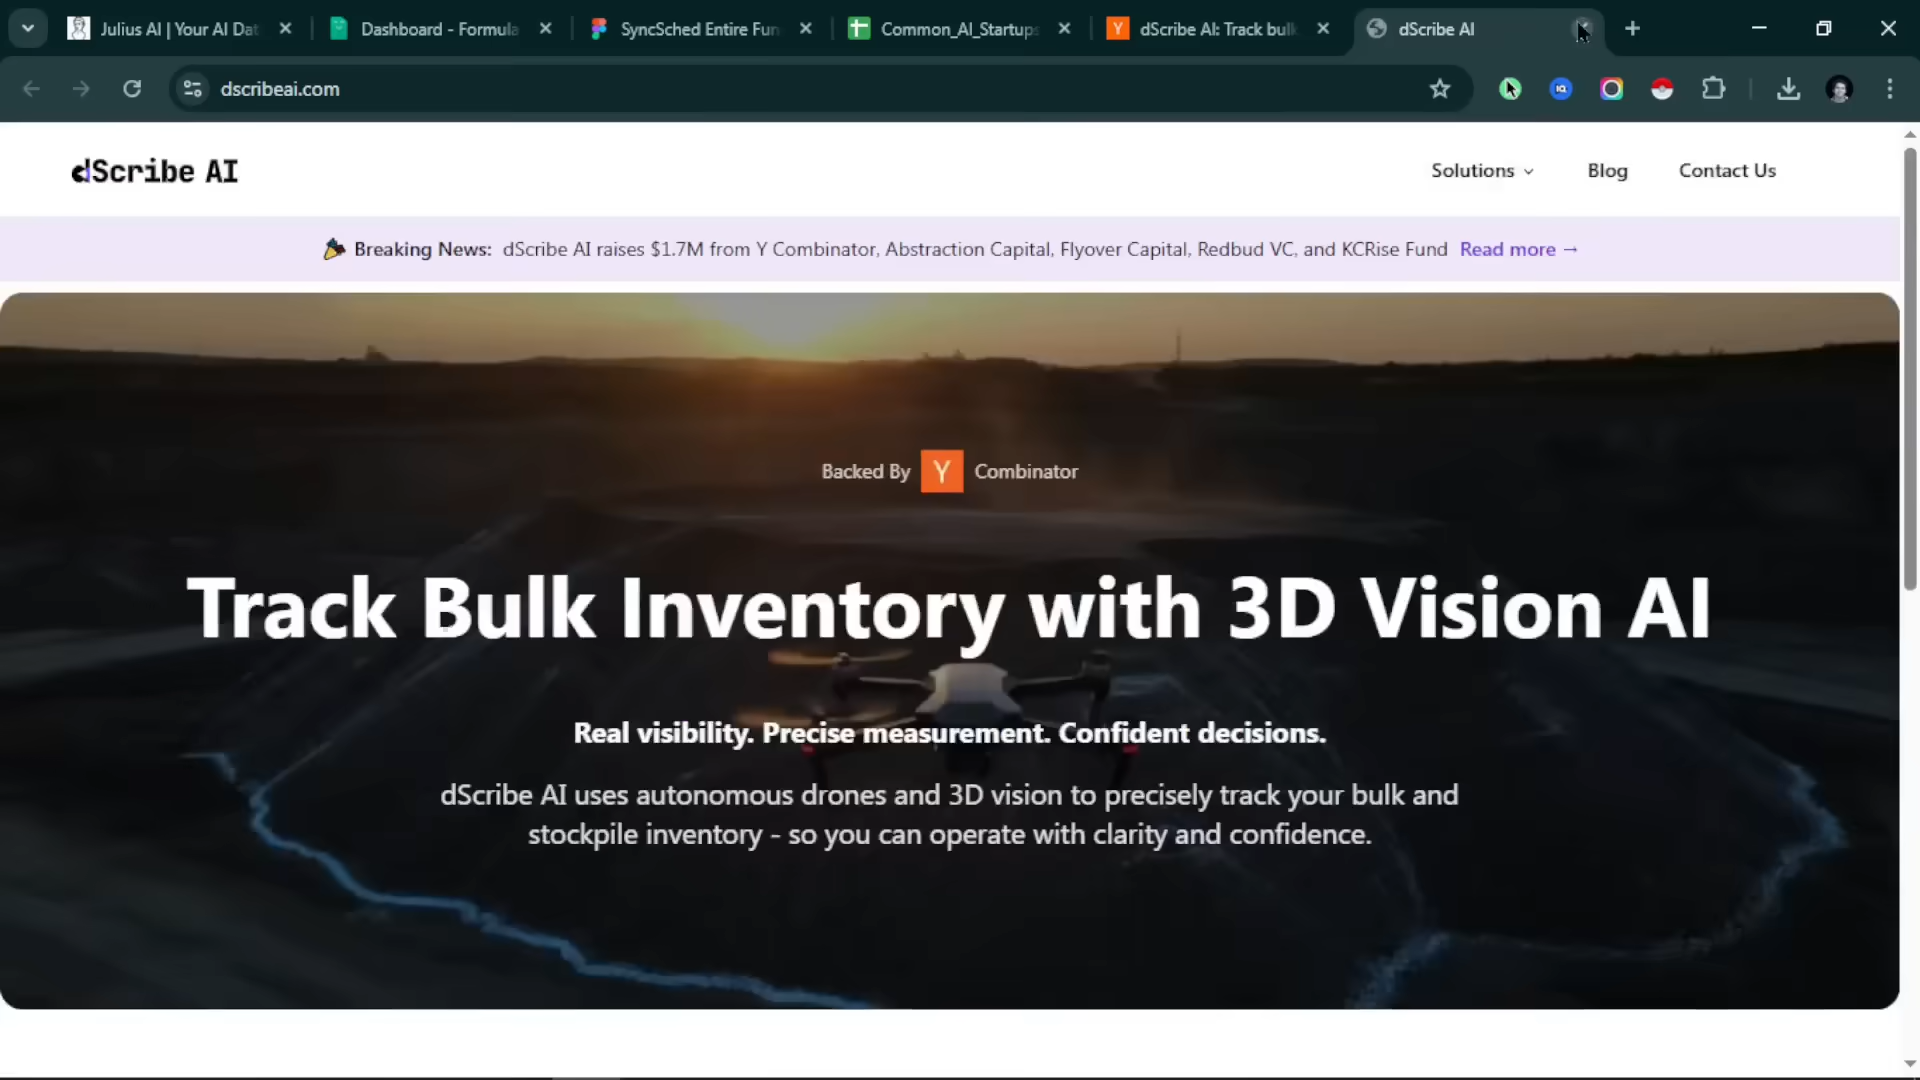 Julius AI | Your AI Dat
Dashboard - Formula
SyncSched Entire Fun
Common_AI_Startups
dScribe AI: Track bulk
dScribe AI
dscribeai.com
dScribe AI
Solutions
Blog
Contact Us
Breaking News: dScribe AI raises $1.7M from Y Combinator, Abstraction Capital, Flyover Capital, Redbud VC, and KCRise Fund Read more →
Backed By Y Combinator
Track Bulk Inventory with 3D Vision AI
Real visibility. Precise measurement. Confident decisions.
dScribe AI uses autonomous drones and 3D vision to precisely track your bulk and
stockpile inventory - so you can operate with clarity and confidence.